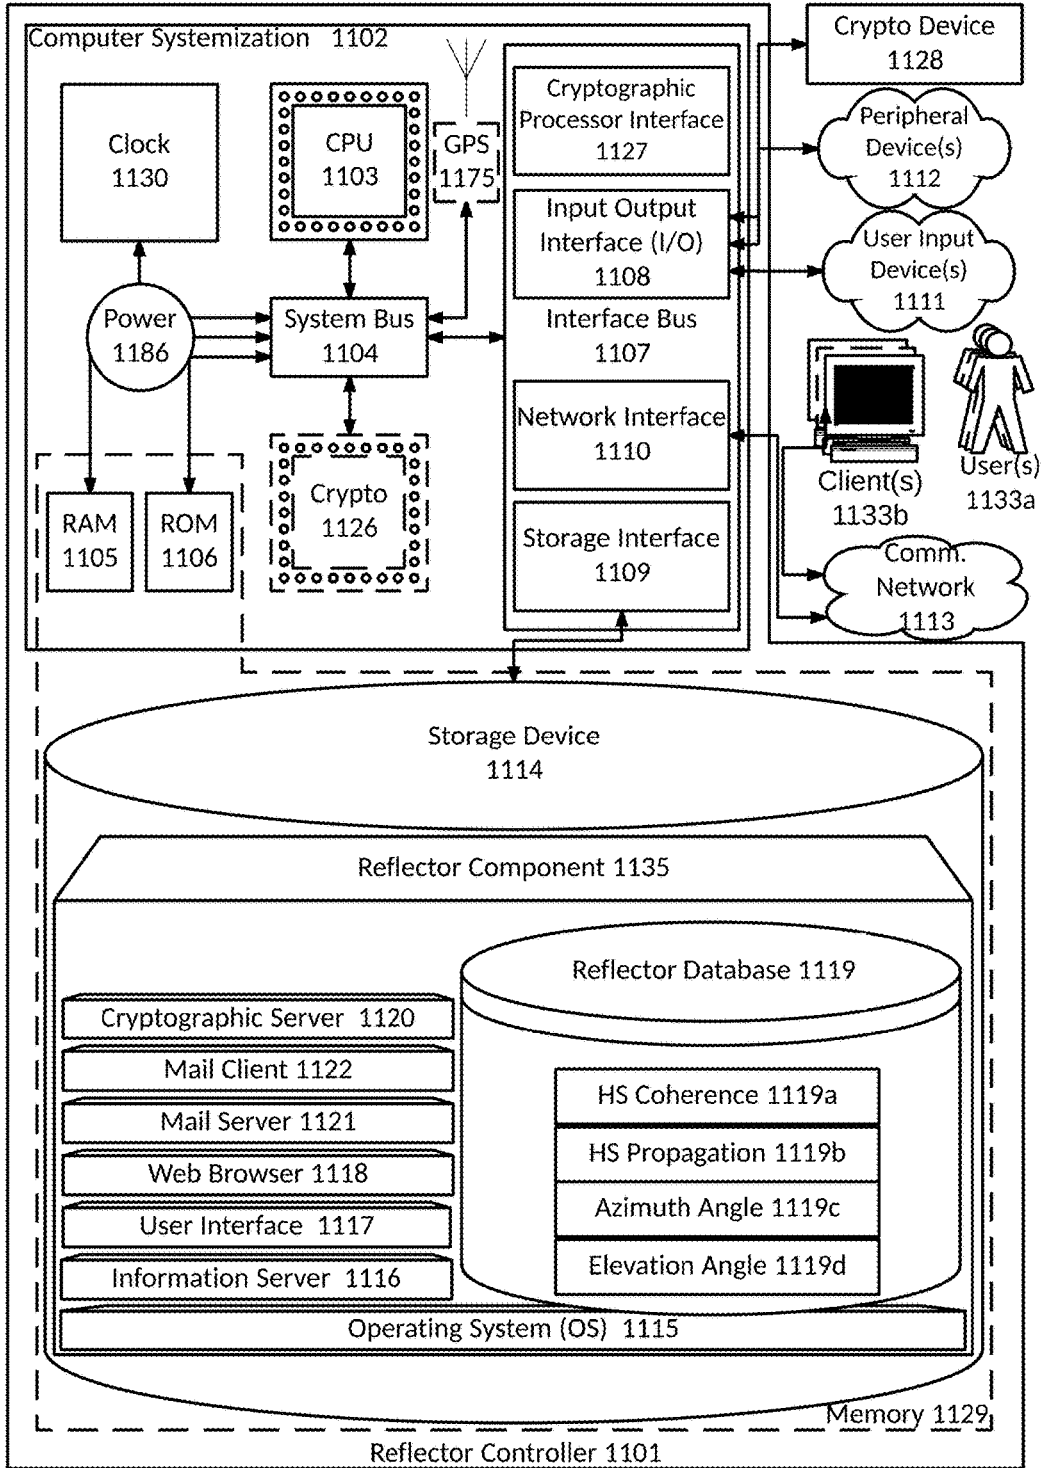 Computer Systemization 1102
Clock
1130
CPU
1103
GPS
1175
Power
1186
System Bus
1104
Crypto
1126
RAM
1105
ROM
1106
Cryptographic
Processor Interface
1127
Input Output
Interface (I/O)
1108
Interface Bus
1107
Network Interface
1110
Storage Interface
1109
Crypto Device
1128
Peripheral
Device(s)
1112
User Input
Device(s)
1111
Client(s)
1133b
User(s)
1133a
Comm.
Network
1113
Storage Device
1114
Reflector Component 1135
Reflector Database 1119
HS Coherence 1119a
HS Propagation 1119b
Azimuth Angle 1119c
Elevation Angle 1119d
Cryptographic Server 1120
Mail Client 1122
Mail Server 1121
Web Browser 1118
User Interface 1117
Information Server 1116
Operating System (OS) 1115
Memory 1129
Reflector Controller 1101